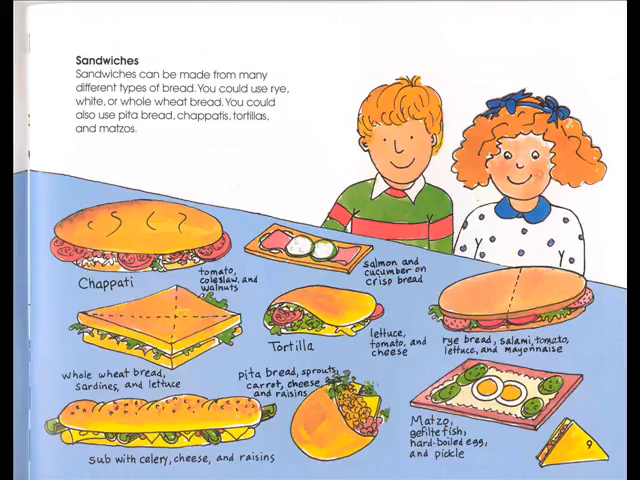 Sandwiches
Sandwiches can be made from many
different types of bread. You could use rye,
white, or whole wheat bread. You could
also use pita bread, chappatis, tortillas,
and matzos.
Chappati
tomato,
coleslaw, and
walnuts
salmon and
cucumber on
crisp bread
Tortilla
lettuce,
tomato, and
cheese
rye bread, salami, tomato,
lettuce, and mayonnaise
whole wheat bread,
sardines, and lettuce
pita bread, sprouts,
carrot, cheese,
and raisins
sub with celery, cheese, and raisins
Matzo,
gefilte fish,
hard-boiled egg,
and pickle
9